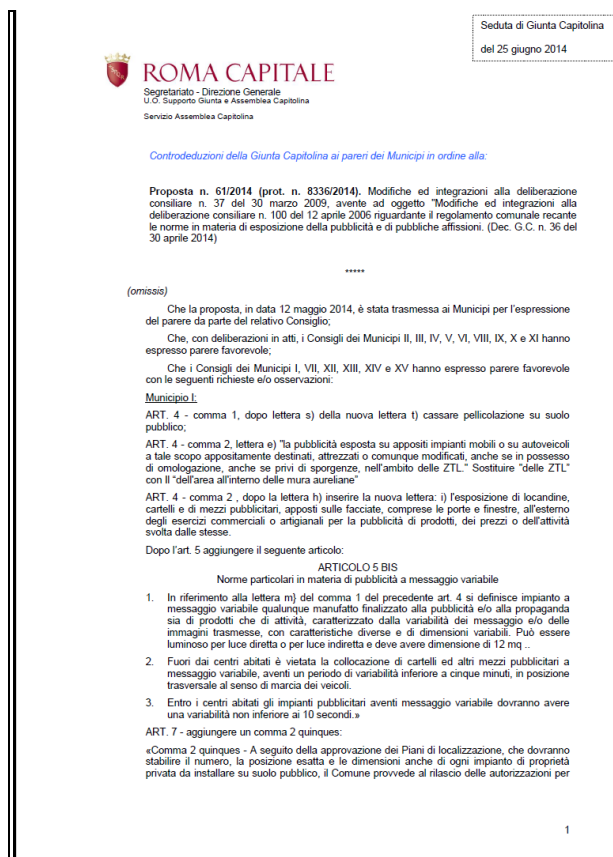 Seduta di Giunta Capitolina
del 25 giugno 2014
ROMA CAPITALE
Segretariato - Direzione Generale
U.O. Supporto Giunta e Assemblea Capitolina
Servizio Assemblea Capitolina
Controdeduzioni della Giunta Capitolina ai pareri dei Municipi in ordine alla:
Proposta n. 61/2014 (prot. n. 8336/2014). Modifiche ed integrazioni alla deliberazione
consiliare n. 37 del 30 marzo 2009, avente ad oggetto "Modifiche ed integrazioni alla
deliberazione consiliare n. 100 del 12 aprile 2006 riguardante il regolamento comunale recante
le norme in materia di esposizione della pubblicità e di pubbliche affissioni. (Dec. G.C. n. 36 del
30 aprile 2014)
*****
(omissis)
Che la proposta, in data 12 maggio 2014, è stata trasmessa ai Municipi per l'espressione
del parere da parte del relativo Consiglio;
Che, con deliberazioni in atti, i Consigli dei Municipi II, III, IV, V, VI, VIII, IX, X e XI hanno
espresso parere favorevole;
Che i Consigli dei Municipi I, VII, XII, XIII, XIV e XV hanno espresso parere favorevole
con le seguenti richieste e/o osservazioni:
Municipio I:
ART. 4 - comma 1, dopo lettera s) della nuova lettera t) cassare pellicolazione su suolo
pubblico;
ART. 4 - comma 2, lettera e) "la pubblicità esposta su appositi impianti mobili o su autoveicoli
a tale scopo appositamente destinati, attrezzati o comunque modificati, anche se in possesso
di omologazione, anche se privi di sporgenze, nell'ambito delle ZTL." Sostituire "delle ZTL"
con Il "dell'area all'interno delle mura aureliane"
ART. 4 - comma 2 , dopo la lettera h) inserire la nuova lettera: i) l'esposizione di locandine,
cartelli e di mezzi pubblicitari, apposti sulle facciate, comprese le porte e finestre, all'esterno
degli esercizi commerciali o artigianali per la pubblicità di prodotti, dei prezzi o dell'attività
svolta dalle stesse.
Dopo l'art. 5 aggiungere il seguente articolo:
ARTICOLO 5 BIS
Norme particolari in materia di pubblicità a messaggio variabile
1. In riferimento alla lettera m} del comma 1 del precedente art. 4 si definisce impianto a
messaggio variabile qualunque manufatto finalizzato alla pubblicità e/o alla propaganda
sia di prodotti che di attività, caratterizzato dalla variabilità dei messaggio e/o delle
immagini trasmesse, con caratteristiche diverse e di dimensioni variabili. Può essere
luminoso per luce diretta o per luce indiretta e deve avere dimensione di 12 mq ..
2. Fuori dai centri abitati è vietata la collocazione di cartelli ed altri mezzi pubblicitari a
messaggio variabile, aventi un periodo di variabilità inferiore a cinque minuti, in posizione
trasversale al senso di marcia dei veicoli.
3. Entro i centri abitati gli impianti pubblicitari aventi messaggio variabile dovranno avere
una variabilità non inferiore ai 10 secondi.»
ART. 7 - aggiungere un comma 2 quinques:
«Comma 2 quinques - A seguito della approvazione dei Piani di localizzazione, che dovranno
stabilire il numero, la posizione esatta e le dimensioni anche di ogni impianto di proprietà
privata da installare su suolo pubblico, il Comune provvede al rilascio delle autorizzazioni per
1